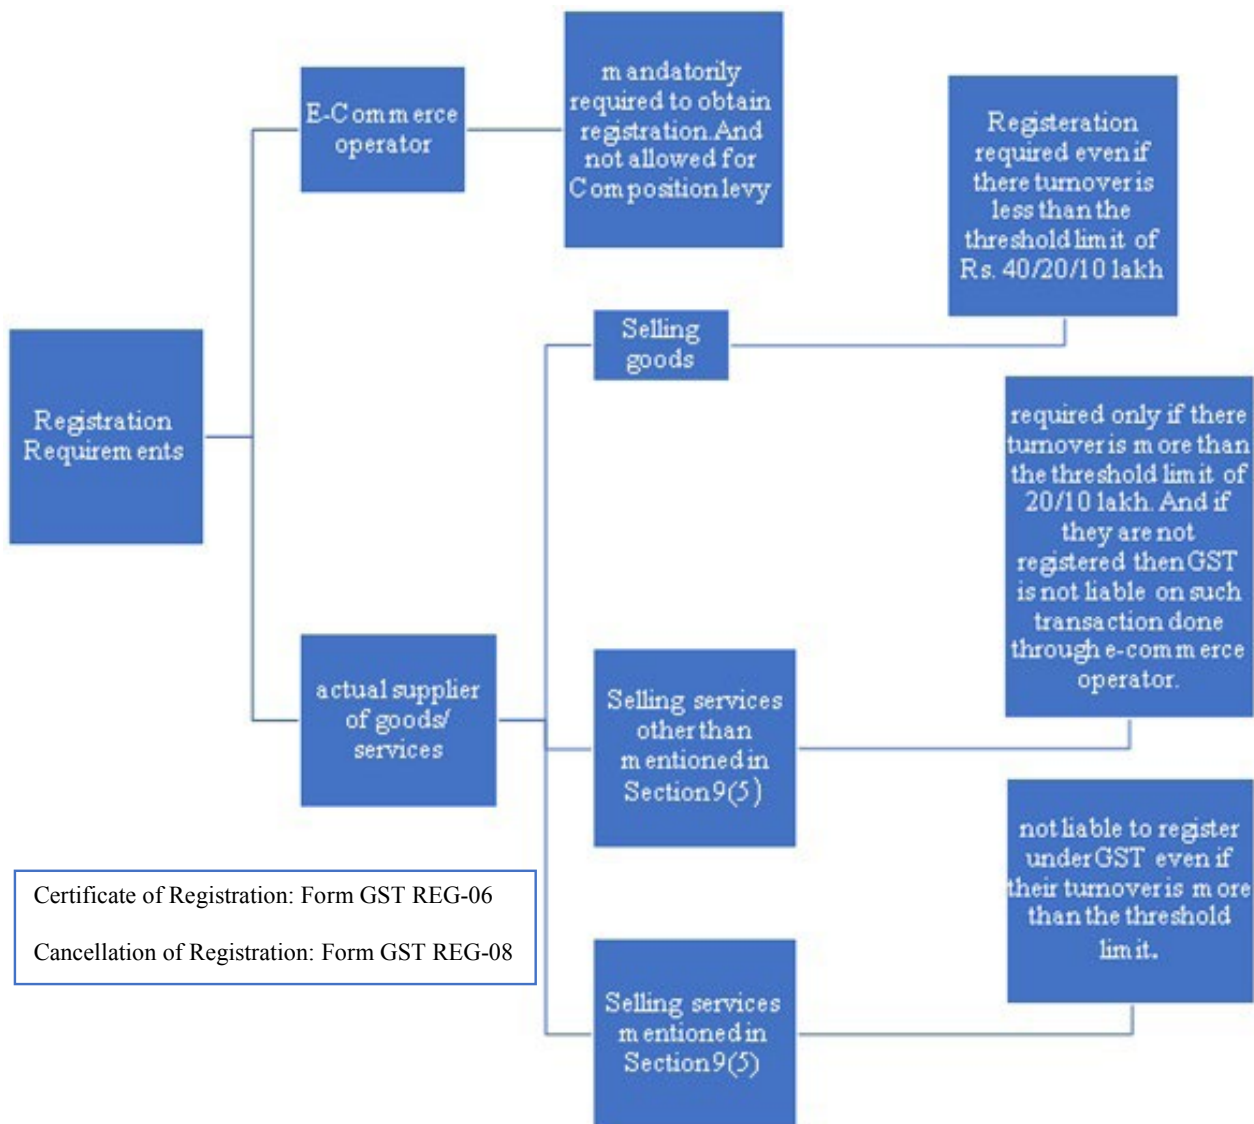 E-Commerce
operator
mandatorily
required to obtain
registration.And
not allowed for
Composition levy
Registeration
required even if
there turnover is
less than the
threshold limit of
Rs. 40/20/10 lakh
Selling
goods
Registration
Requirements
required only if there
turnover is more than
the threshold limit of
20/10 lakh. And if
they are not
registered then GST
is not liable on such
transaction done
through e-commerce
operator.
actual supplier
of goods/
services
Selling services
other than
mentioned in
Section 9(5)
not liable to register
under GST even if
their turnover is more
than the threshold
limit.
Certificate of Registration: Form GST REG-06
Cancellation of Registration: Form GST REG-08
Selling services
mentioned in
Section 9(5)